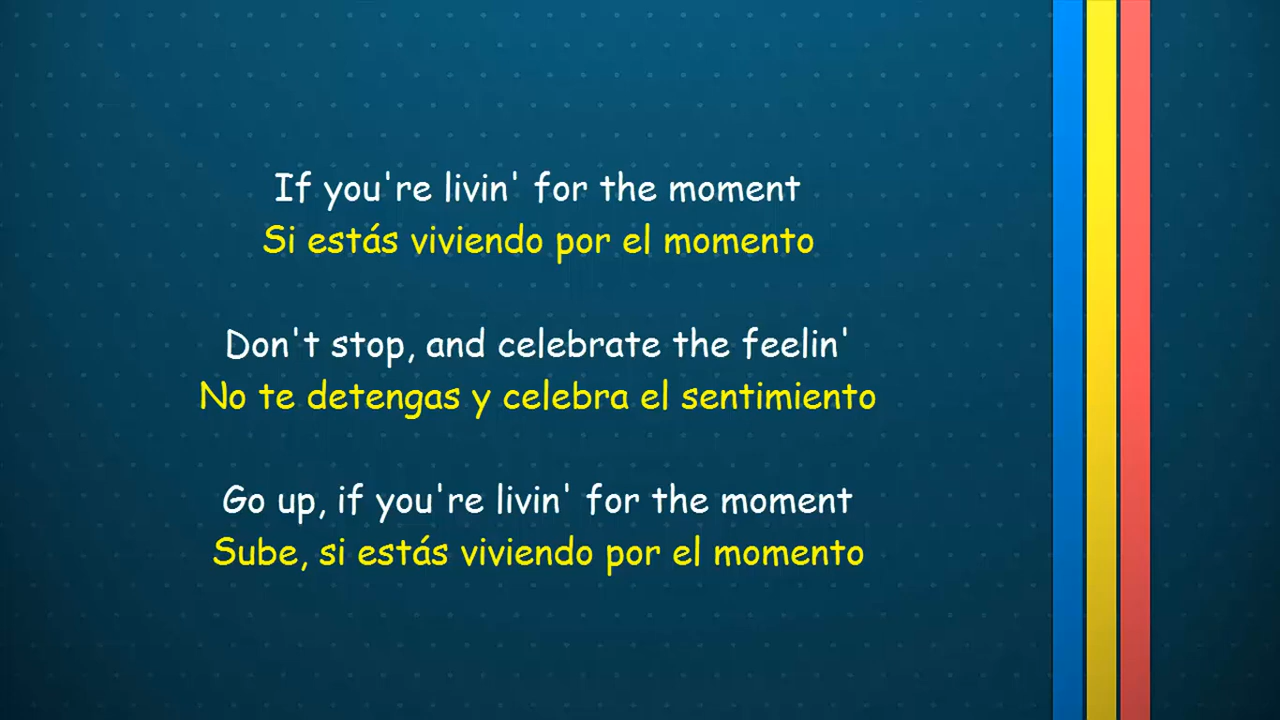 If you're livin' for the moment
Si estás viviendo por el momento
Don't stop, and celebrate the feelin'
No te detengas y celebra el sentimiento
Go up, if you're livin' for the moment
Sube, si estás viviendo por el momento